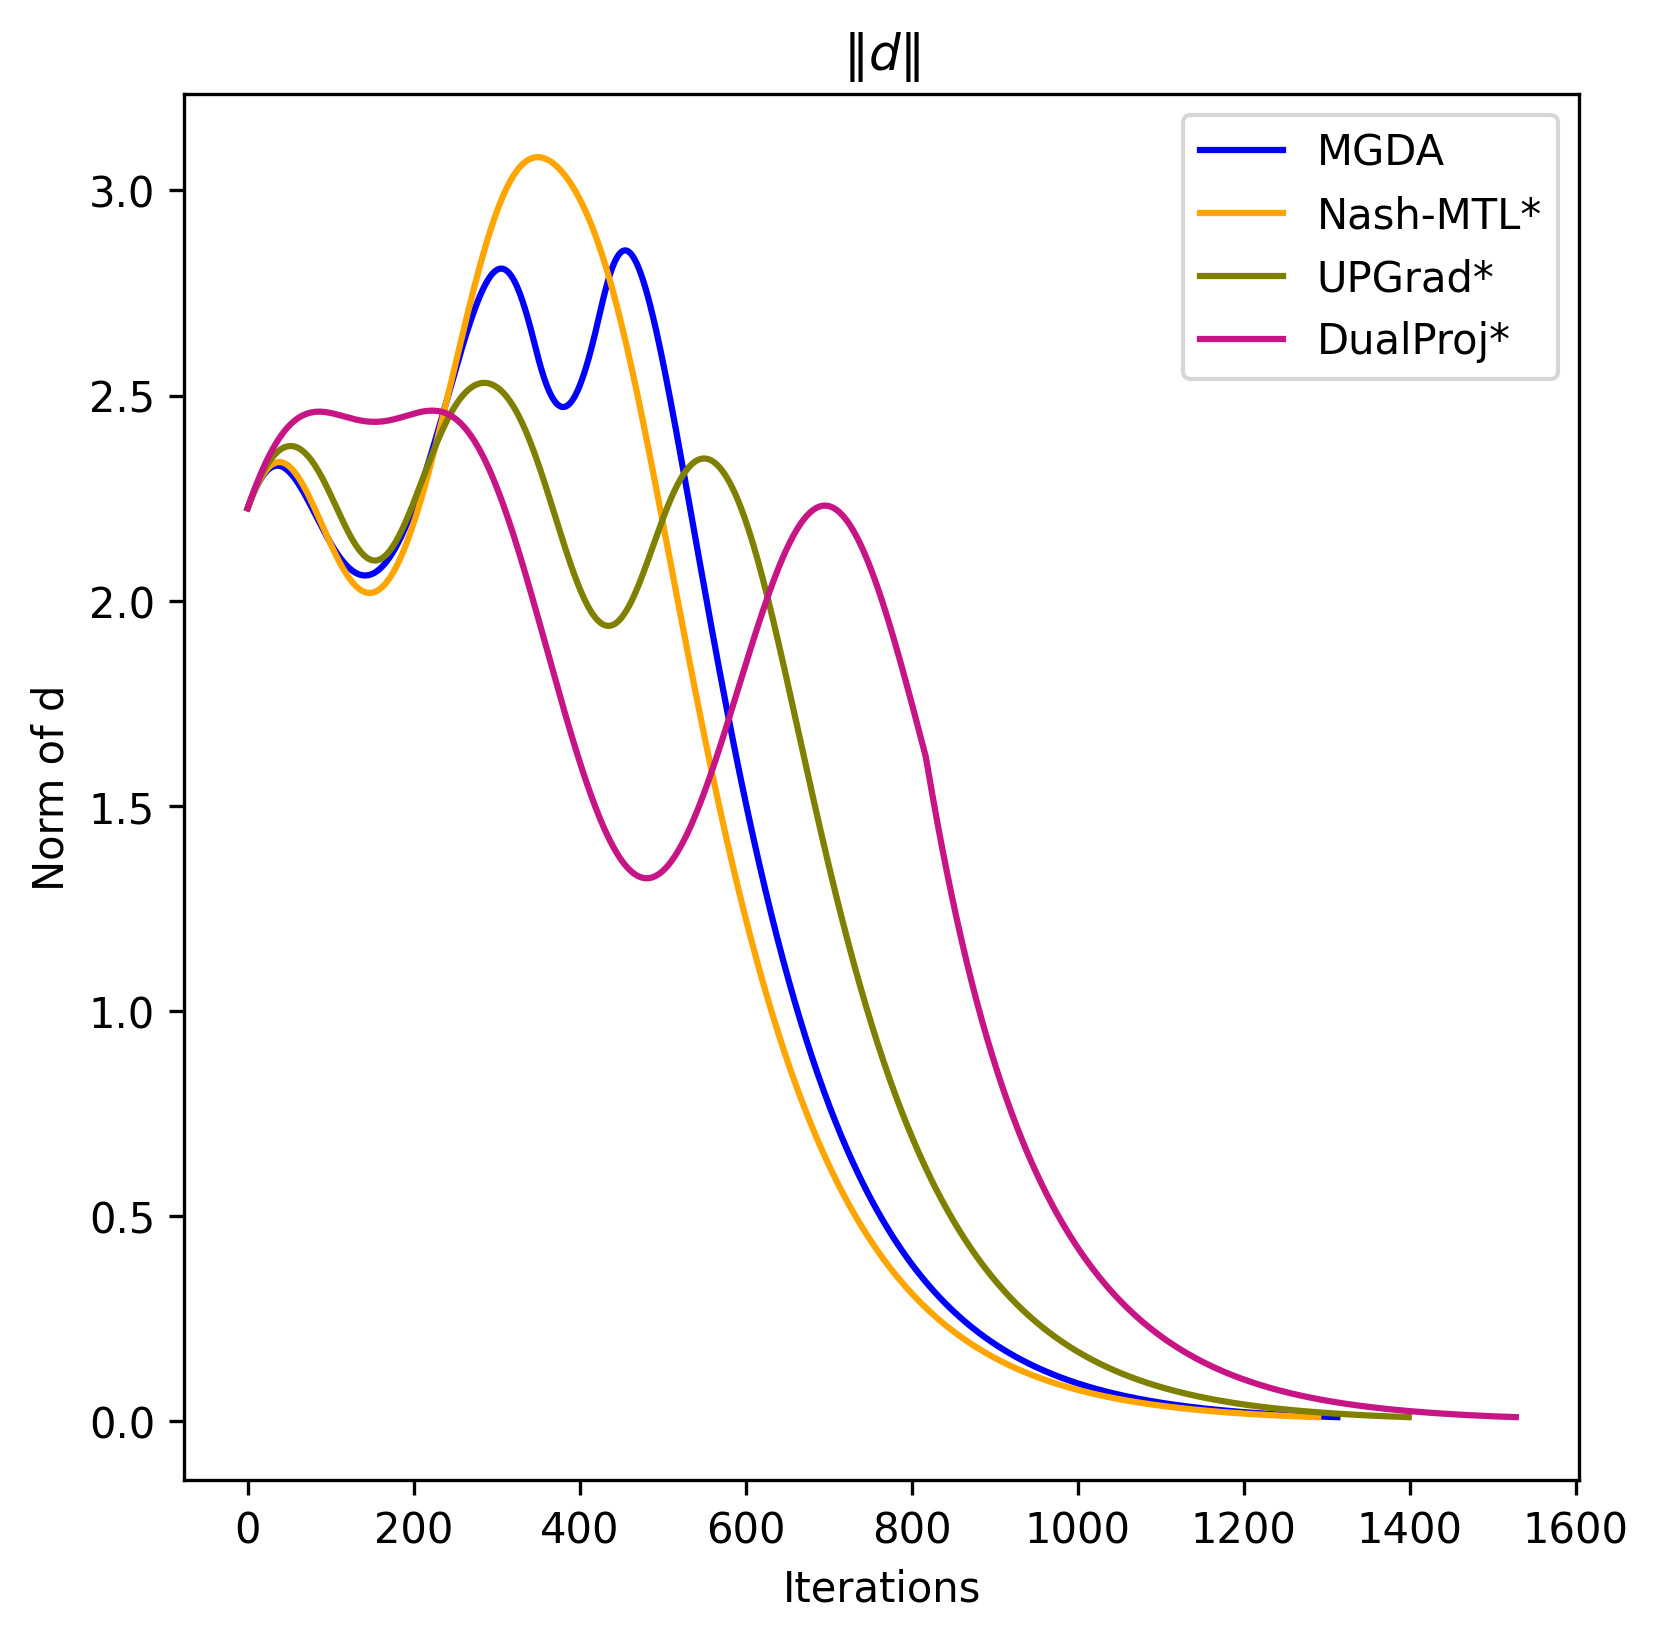 ‖d‖
MGDA
Nash-MTL*
UPGrad*
DualProj*
Norm of d
3.0
2.5
2.0
1.5
1.0
0.5
0.0
0 200 400 600 800 1000 1200 1400 1600
Iterations